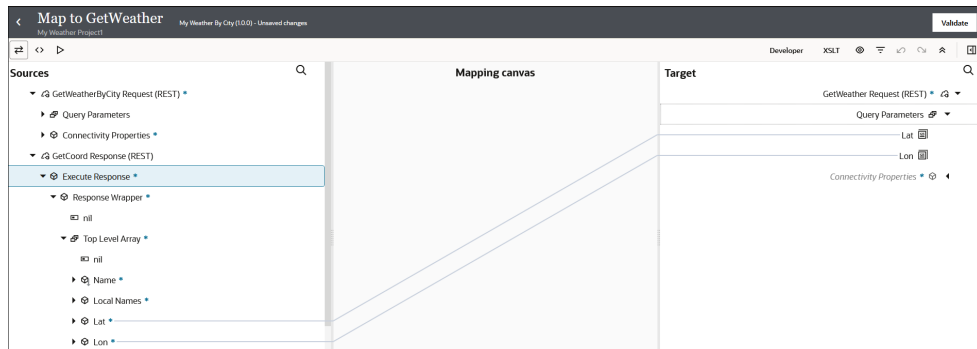 Map to GetWeather My Weather By City (1.0.0) - Unsaved changes
My Weather Project1
Validate
Developer XSLT
Sources
Mapping canvas
Target
GetWeatherByCity Request (REST) *
Query Parameters
Connectivity Properties *
GetCoord Response (REST)
Execute Response *
Response Wrapper *
nil
Top Level Array *
nil
Name *
Local Names *
Lat *
Lon *
GetWeather Request (REST) *
Query Parameters
Lat
Lon
Connectivity Properties *